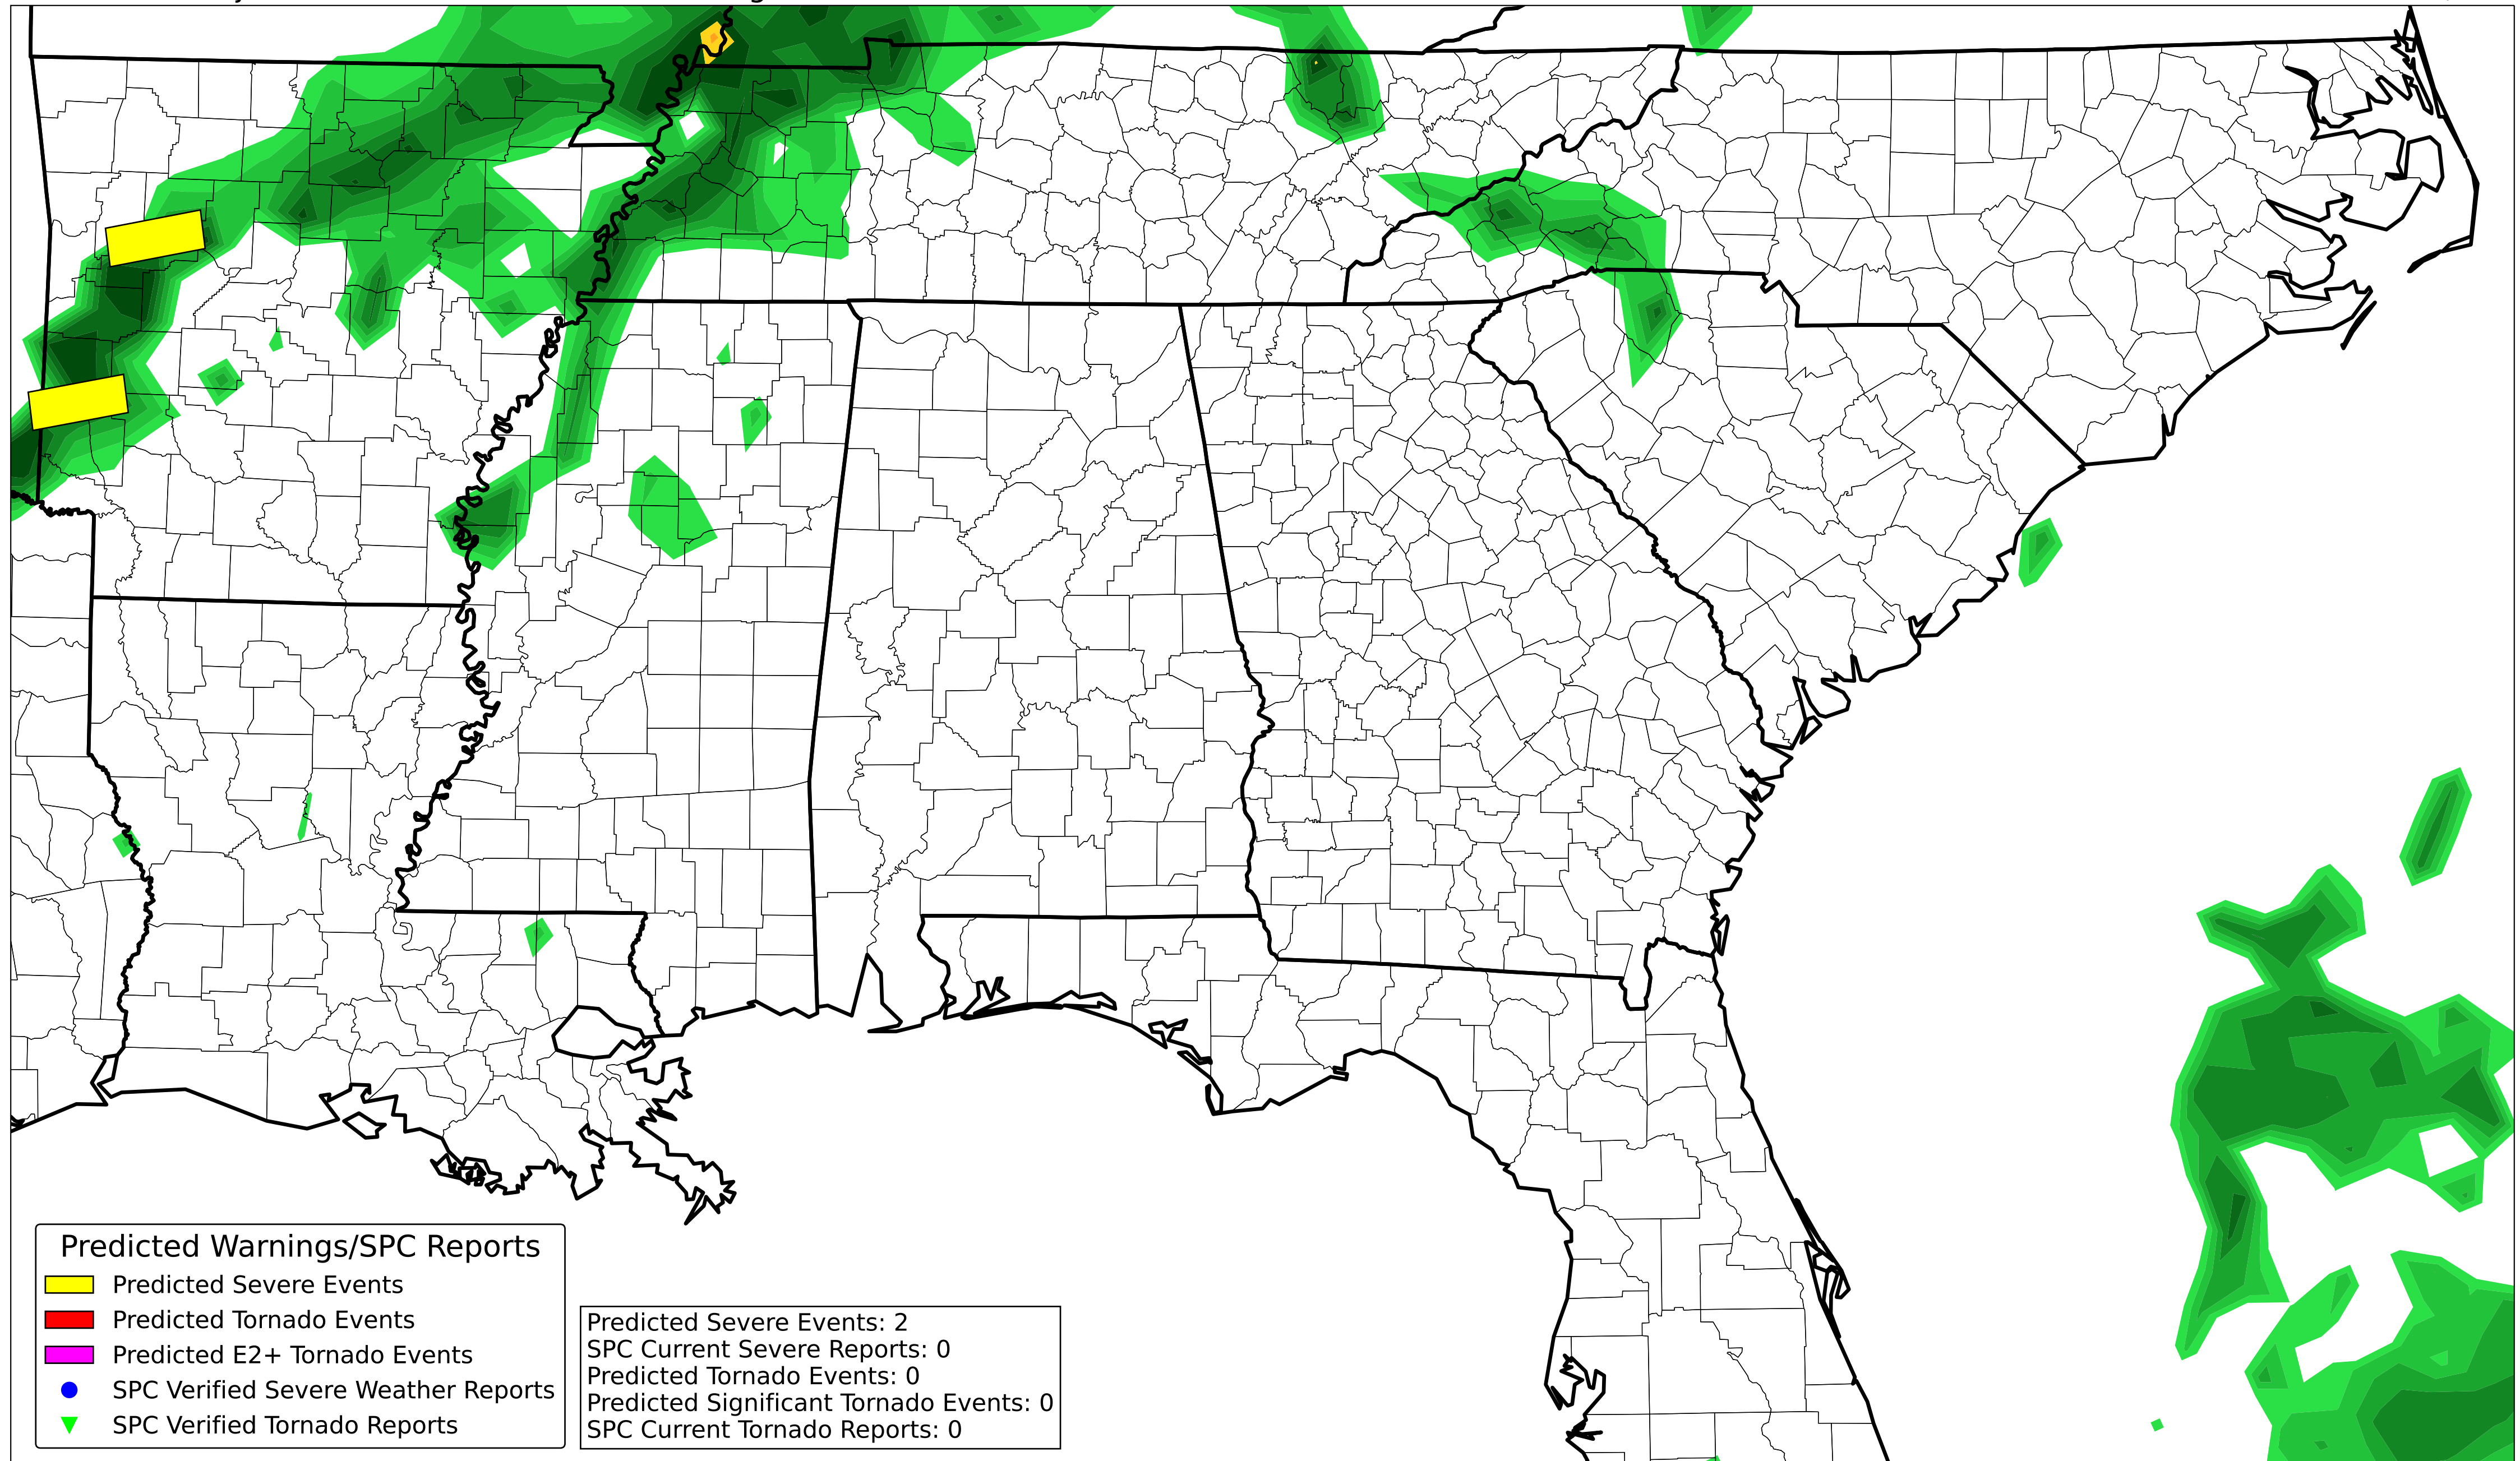 Predicted Warnings/SPC Reports
Predicted Severe Events
Predicted Tornado Events
Predicted E2+ Tornado Events
SPC Verified Severe Weather Reports
SPC Verified Tornado Reports
Predicted Severe Events: 2
SPC Current Severe Reports: 0
Predicted Tornado Events: 0
Predicted Significant Tornado Events: 0
SPC Current Tornado Reports: 0